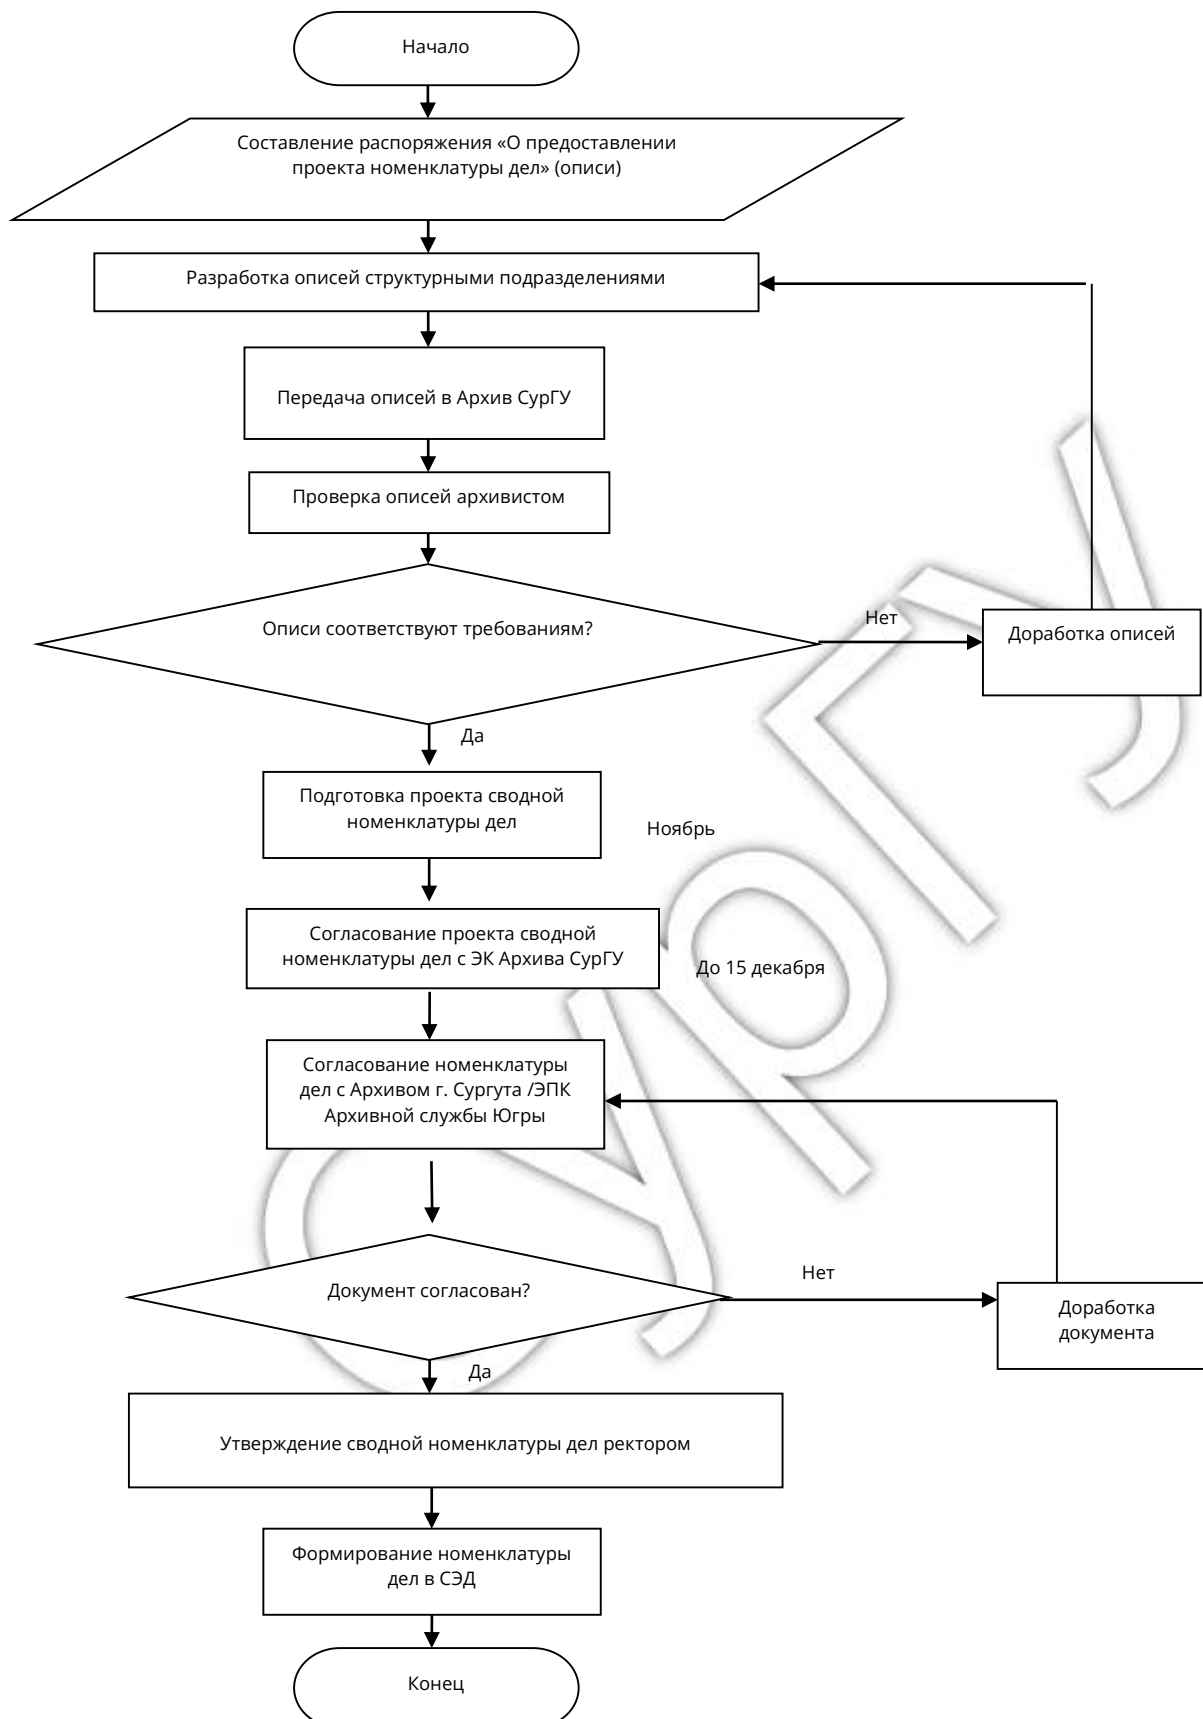 Начало
Составление распоряжения «О предоставлении
проекта номенклатуры дел» (описи)
Разработка описей структурными подразделениями
Передача описей в Архив СурГУ
Проверка описей архивистом
Описи соответствуют требованиям?
Нет
Доработка описей
Да
Подготовка проекта сводной
номенклатуры дел
Ноябрь
Согласование проекта сводной
номенклатуры дел с ЭК Архива СурГУ
До 15 декабря
Согласование номенклатуры
дел с Архивом г. Сургута /ЭПК
Архивной службы Югры
Документ согласован?
Нет
Доработка
документа
Да
Утверждение сводной номенклатуры дел ректором
Формирование номенклатуры
дел в СЭД
Конец
СурГУ